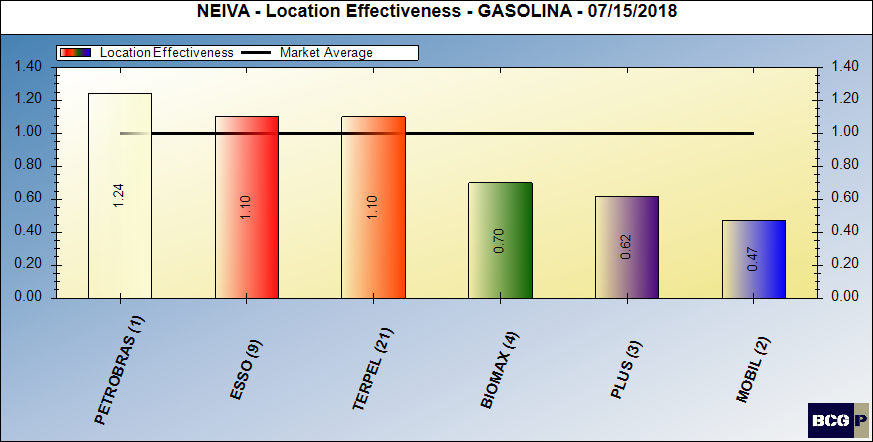 NEIVA - Location Effectiveness - GASOLINA - 07/15/2018
Location Effectiveness Market Average
1.40 1.40
1.20 1.20
1.00 1.00
0.80 0.80
0.60 0.60
0.40 0.40
0.20 0.20
0.00 0.00
1.24
1.10
1.10
0.70
0.62
0.47
PETROBRAS (1)
ESSO (9)
TERPEL (21)
BIOMAX (4)
PLUS (3)
MOBIL (2)
BCG P